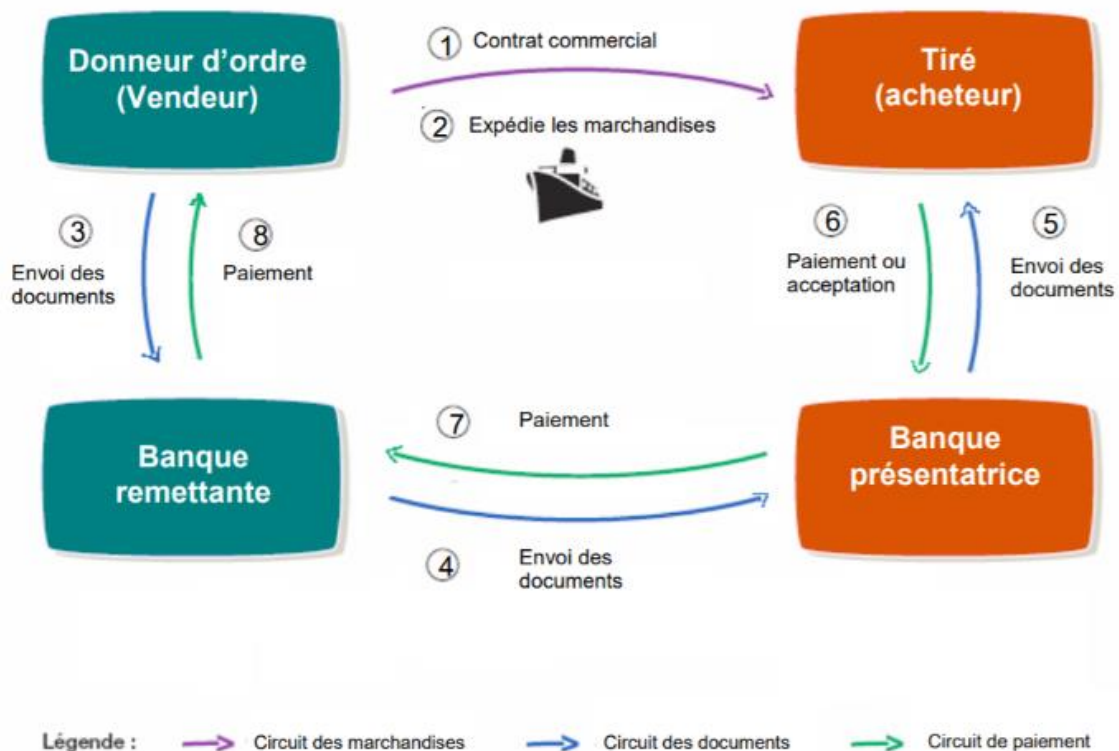 Donneur d'ordre
(Vendeur)
① Contrat commercial
② Expédie les marchandises
Tiré
(acheteur)
③
Envoi des
documents
⑧
Paiement
⑥
Paiement ou
acceptation
⑤
Envoi des
documents
Banque
remettante
⑦ Paiement
④ Envoi des
documents
Banque
présentatrice
Légende :
Circuit des marchandises
Circuit des documents
Circuit de paiement